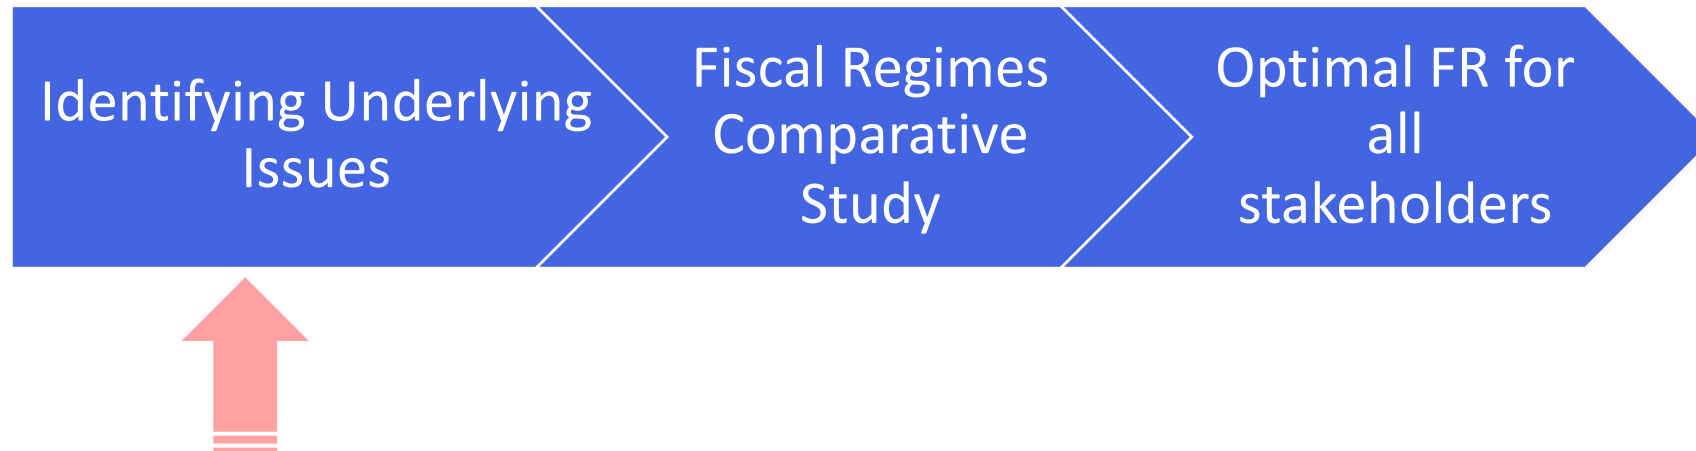 Identifying Underlying
Issues
Fiscal Regimes
Comparative
Study
Optimal FR for
all
stakeholders